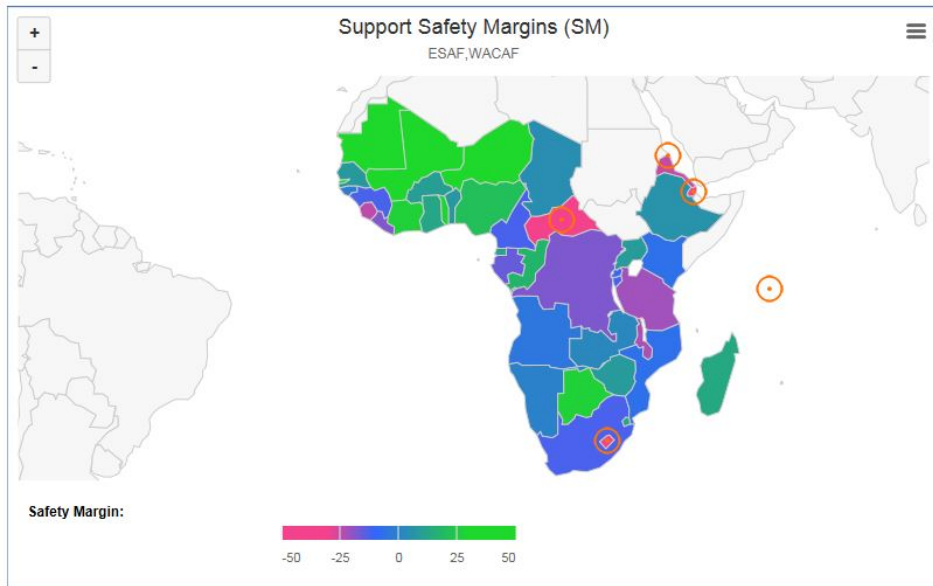 +
-
Support Safety Margins (SM)
ESAF,WACAF
Safety Margin:
-50 -25 0 25 50